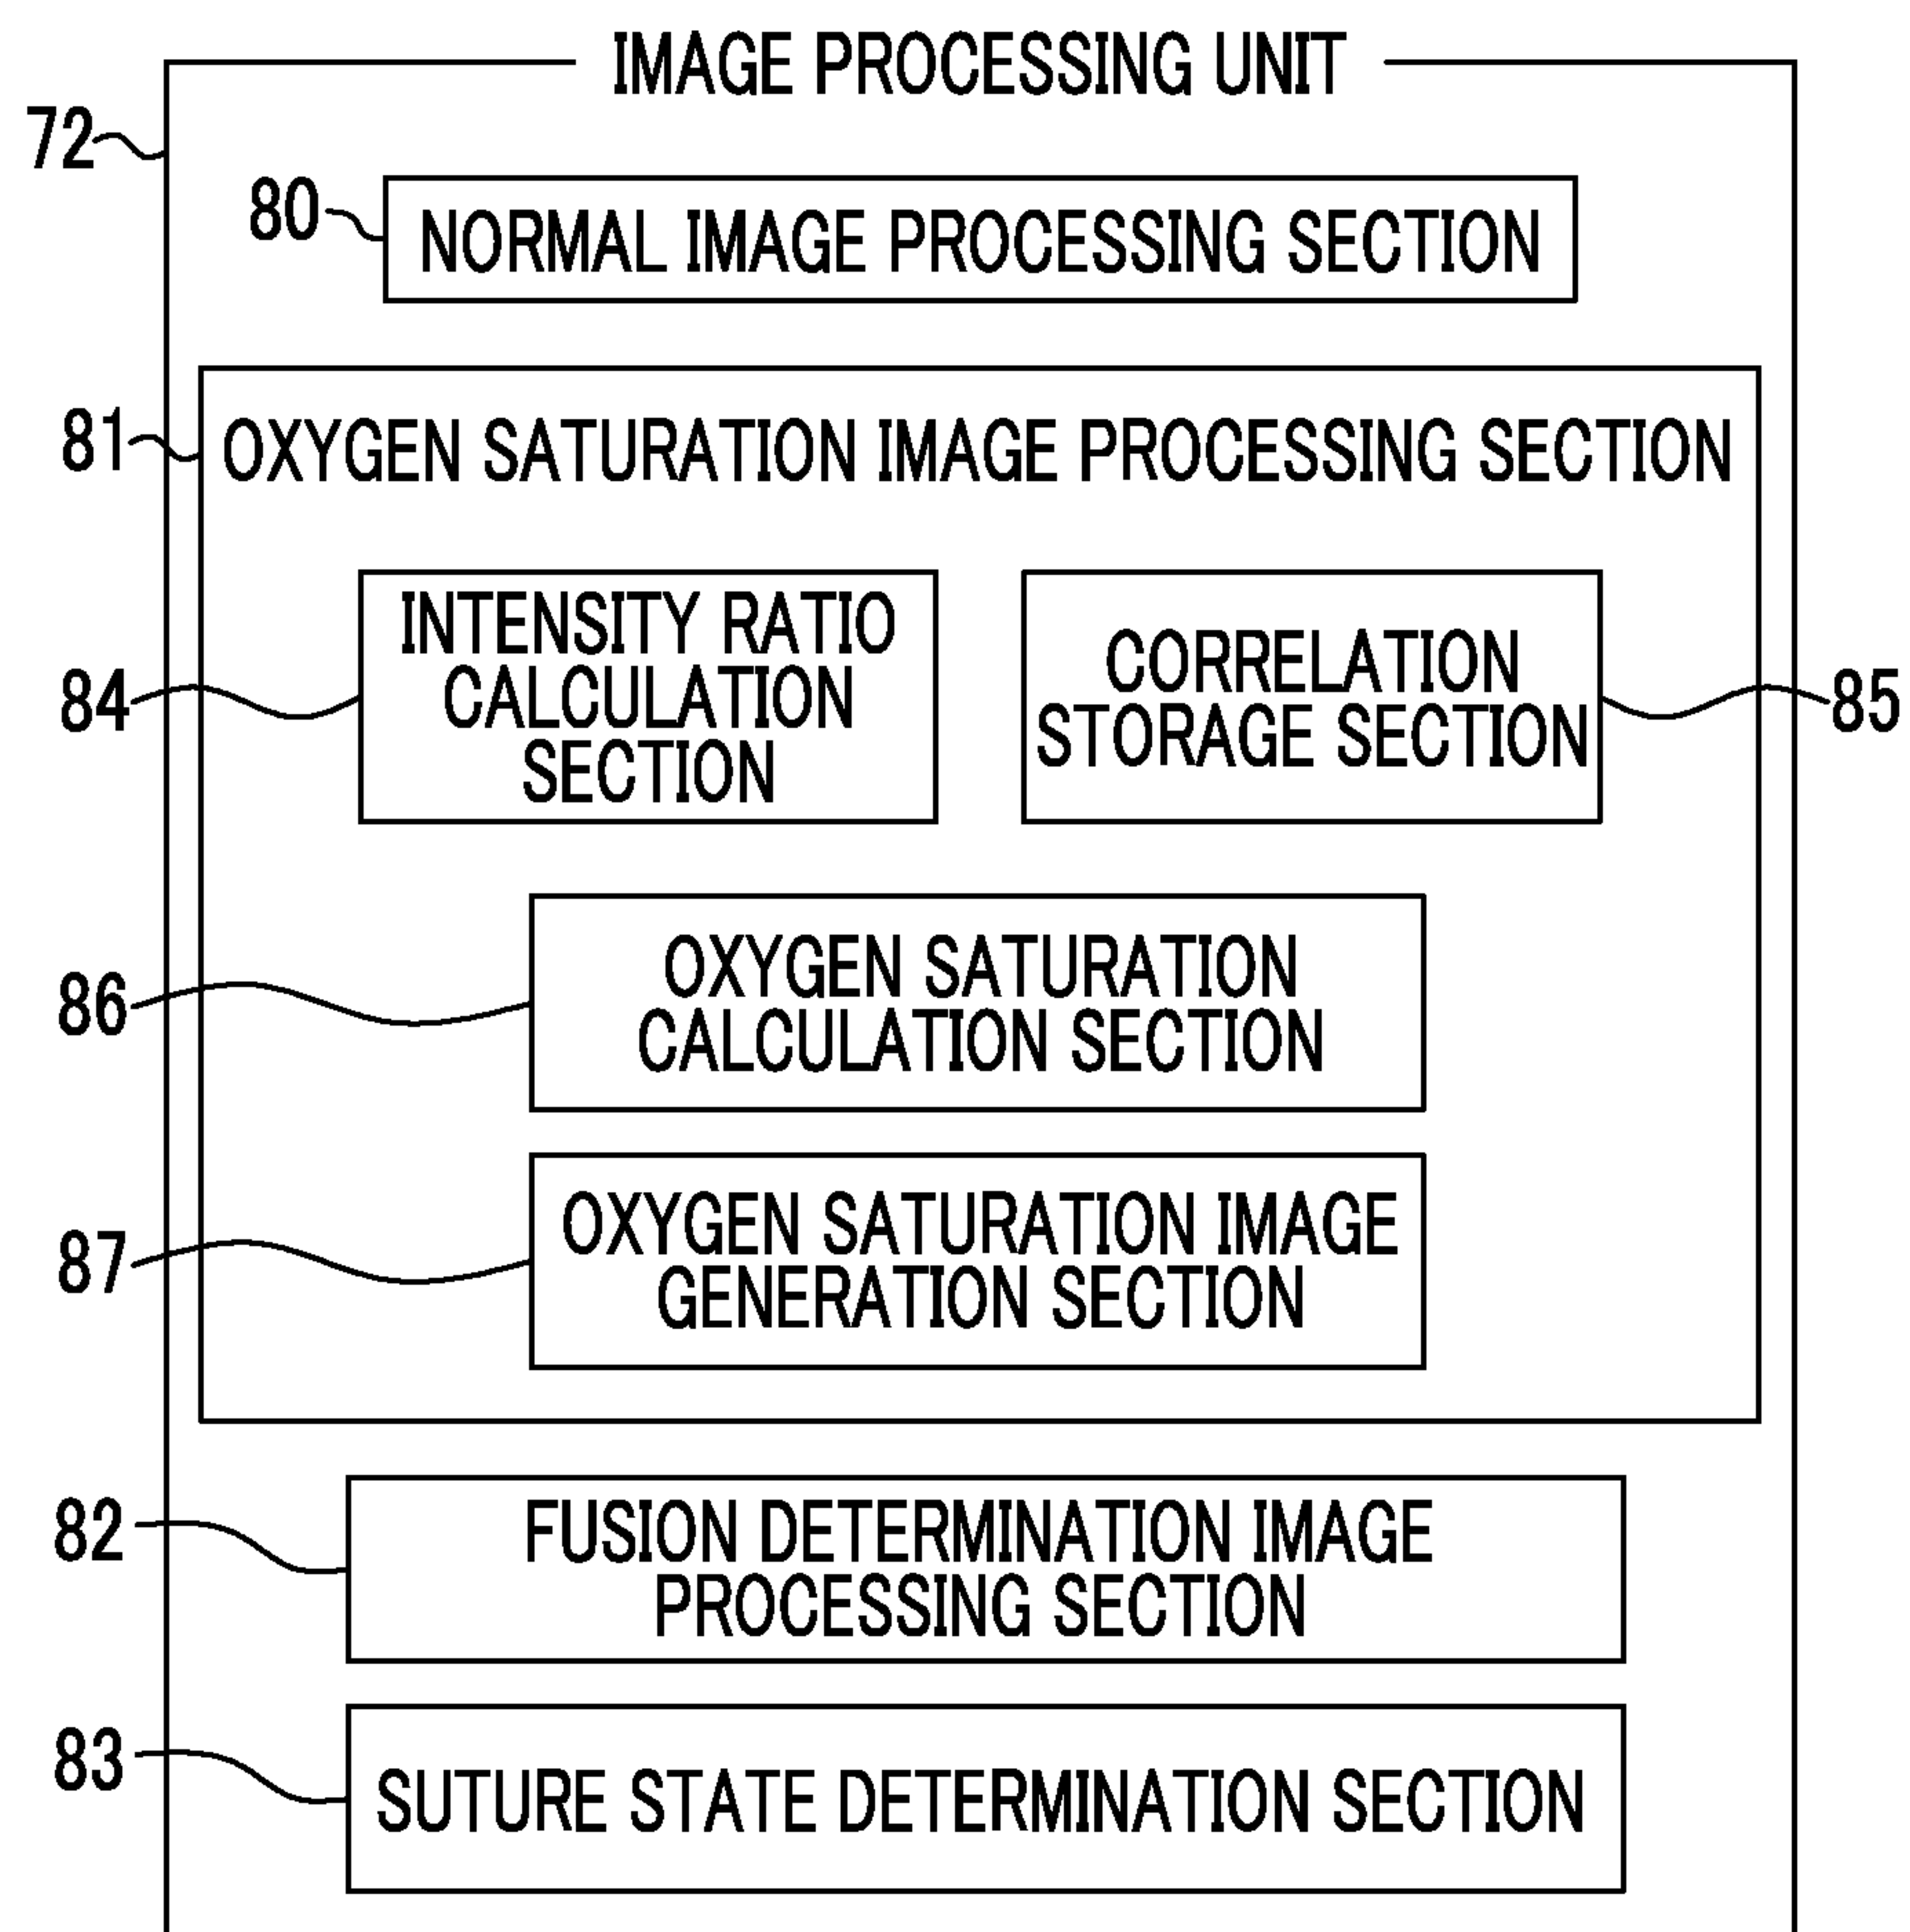 IMAGE PROCESSING UNIT
72
80
NORMAL IMAGE PROCESSING SECTION
81
OXYGEN SATURATION IMAGE PROCESSING SECTION
84
INTENSITY RATIO
CALCULATION
SECTION
CORRELATION
STORAGE SECTION
85
86
OXYGEN SATURATION
CALCULATION SECTION
87
OXYGEN SATURATION IMAGE
GENERATION SECTION
82
FUSION DETERMINATION IMAGE
PROCESSING SECTION
83
SUTURE STATE DETERMINATION SECTION